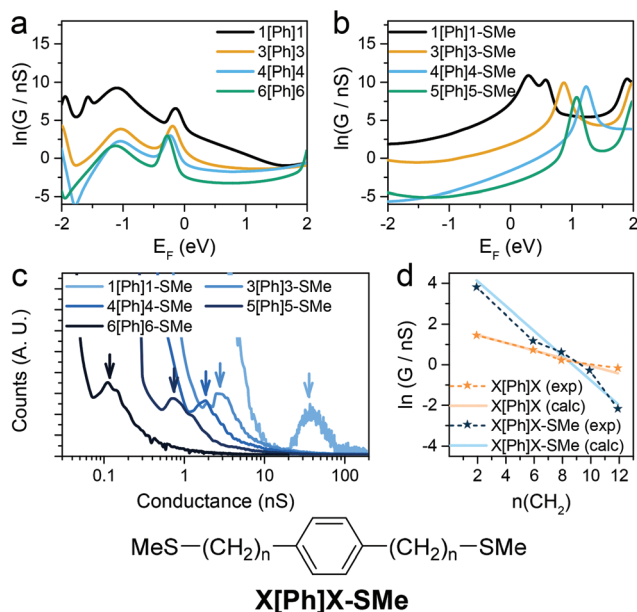 a
ln(G / nS)
15
10
5
0
-5
1[Ph]1
3[Ph]3
4[Ph]4
6[Ph]6
-2 -1 0 1 2
E_F (eV)
b
ln(G / nS)
15
10
5
0
-5
1[Ph]1-SMe
3[Ph]3-SMe
4[Ph]4-SMe
5[Ph]5-SMe
-2 -1 0 1 2
E_F (eV)
c
Counts (A. U.)
1[Ph]1-SMe 3[Ph]3-SMe
4[Ph]4-SMe 5[Ph]5-SMe
6[Ph]6-SMe
0.1 1 10 100
Conductance (nS)
d
ln (G / nS)
4
2
0
-2
-4
X[Ph]X (exp)
X[Ph]X (calc)
X[Ph]X-SMe (exp)
X[Ph]X-SMe (calc)
2 4 6 8 10 12
n(CH₂)
MeS—(CH₂)ₙ (CH₂)ₙ—SMe
X[Ph]X-SMe